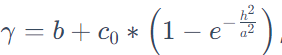 γ = b + c₀ * (1 − e^{−h²/a²}),